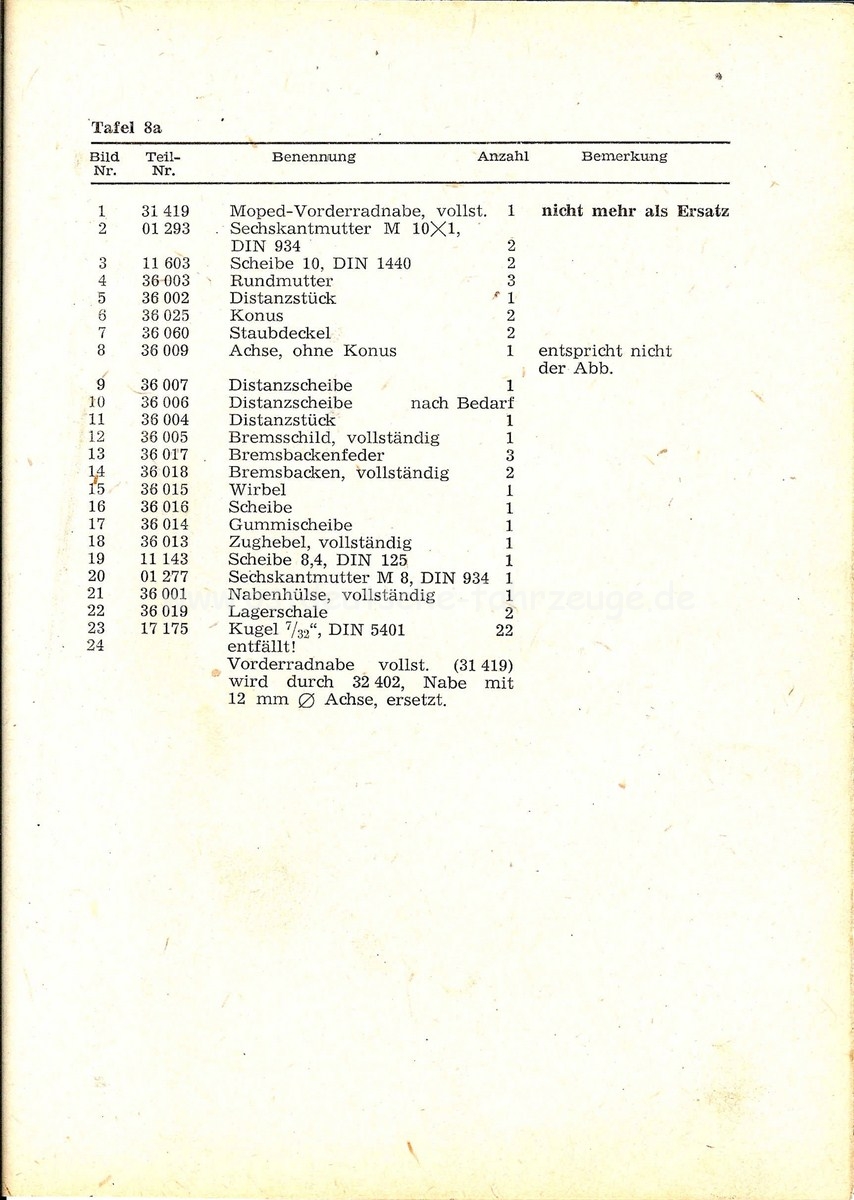 Tafel 8a
Bild Teil- Benennung Anzahl Bemerkung
Nr. Nr.
1 31 419 Moped-Vorderradnabe, vollst. 1 nicht mehr als Ersatz
2 01 293 Sechskantmutter M 10×1,
DIN 934 2
3 11 603 Scheibe 10, DIN 1440 2
4 36 003 Rundmutter 3
5 36 002 Distanzstück 1
6 36 025 Konus 2
7 36 060 Staubdeckel 2
8 36 009 Achse, ohne Konus 1 entspricht nicht
der Abb.
9 36 007 Distanzscheibe 1
10 36 006 Distanzscheibe nach Bedarf
11 36 004 Distanzstück 1
12 36 005 Bremsschild, vollständig 1
13 36 017 Bremsbackenfeder 3
14 36 018 Bremsbacken, vollständig 2
15 36 015 Wirbel 1
16 36 016 Scheibe 1
17 36 014 Gummischeibe 1
18 36 013 Zughebel, vollständig 1
19 11 143 Scheibe 8,4, DIN 125 1
20 01 277 Sechskantmutter M 8, DIN 934 1
21 36 001 Nabenhülse, vollständig 1
22 36 019 Lagerschale 2
23 17 175 Kugel 7/32“, DIN 5401 22
24 entfällt!
Vorderradnabe vollst. (31 419)
wird durch 32 402, Nabe mit
12 mm ∅ Achse, ersetzt.